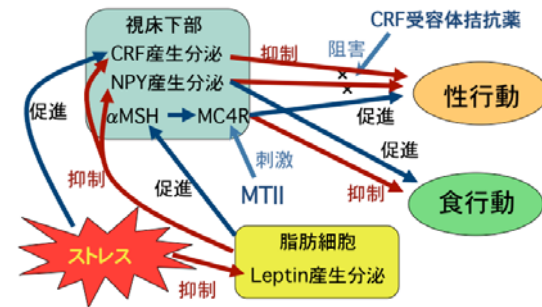 視床下部
CRF産生分泌
NPY産生分泌
αMSH
MC4R
抑制
阻害
CRF受容体拮抗薬
×
×
性行動
促進
促進
食行動
抑制
刺激
MTII
促進
促進
抑制
ストレス
抑制
脂肪細胞
Leptin産生分泌